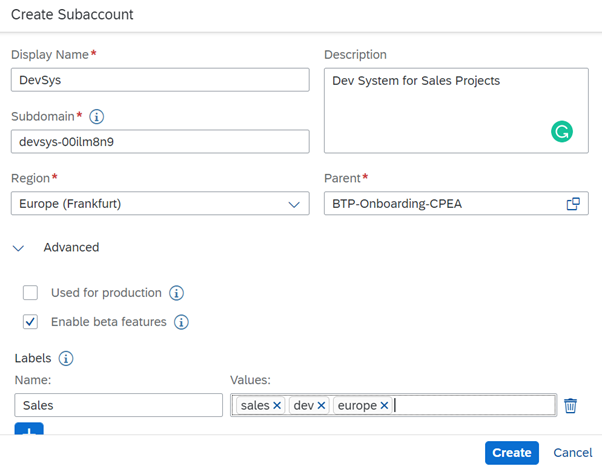 Create Subaccount
Display Name*
Description
DevSys
Dev System for Sales Projects
Subdomain*
devsys-00ilm8n9
Region*
Parent*
Europe (Frankfurt)
BTP-Onboarding-CPEA
Advanced
Used for production
Enable beta features
Labels
Name:
Values:
Sales
sales dev europe
Create Cancel